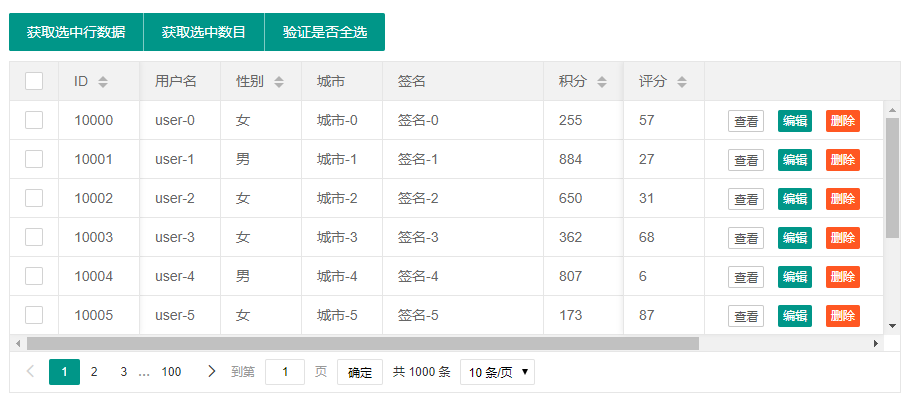 获取选中行数据 获取选中数目 验证是否全选
ID 用户名 性别 城市 签名 积分 评分
10000 user-0 女 城市-0 签名-0 255 57 查看 编辑 删除
10001 user-1 男 城市-1 签名-1 884 27 查看 编辑 删除
10002 user-2 女 城市-2 签名-2 650 31 查看 编辑 删除
10003 user-3 女 城市-3 签名-3 362 68 查看 编辑 删除
10004 user-4 男 城市-4 签名-4 807 6 查看 编辑 删除
10005 user-5 女 城市-5 签名-5 173 87 查看 编辑 删除
1 2 3 … 100 到第 1 页 确定 共 1000 条 10 条/页